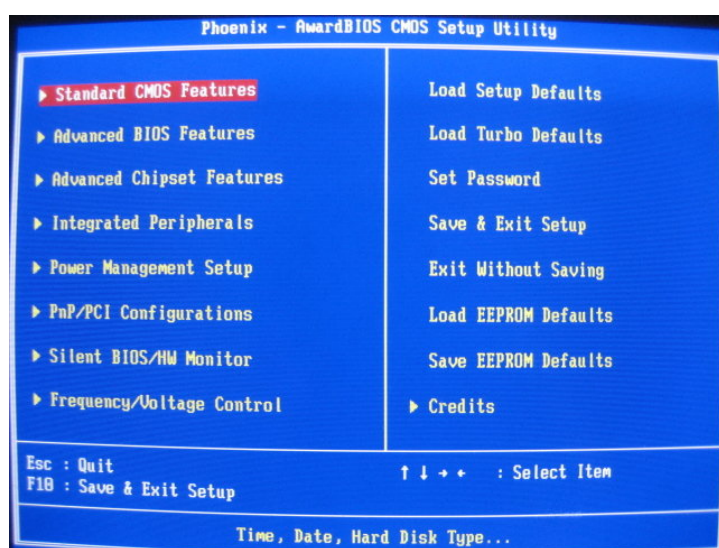 Phoenix - AwardBIOS CMOS Setup Utility
Standard CMOS Features
Advanced BIOS Features
Advanced Chipset Features
Integrated Peripherals
Power Management Setup
PnP/PCI Configurations
Silent BIOS/HW Monitor
Frequency/Voltage Control
Load Setup Defaults
Load Turbo Defaults
Set Password
Save & Exit Setup
Exit Without Saving
Load EEPROM Defaults
Save EEPROM Defaults
Credits
Esc : Quit
F10 : Save & Exit Setup
↑ ↓ → ← : Select Item
Time, Date, Hard Disk Type...